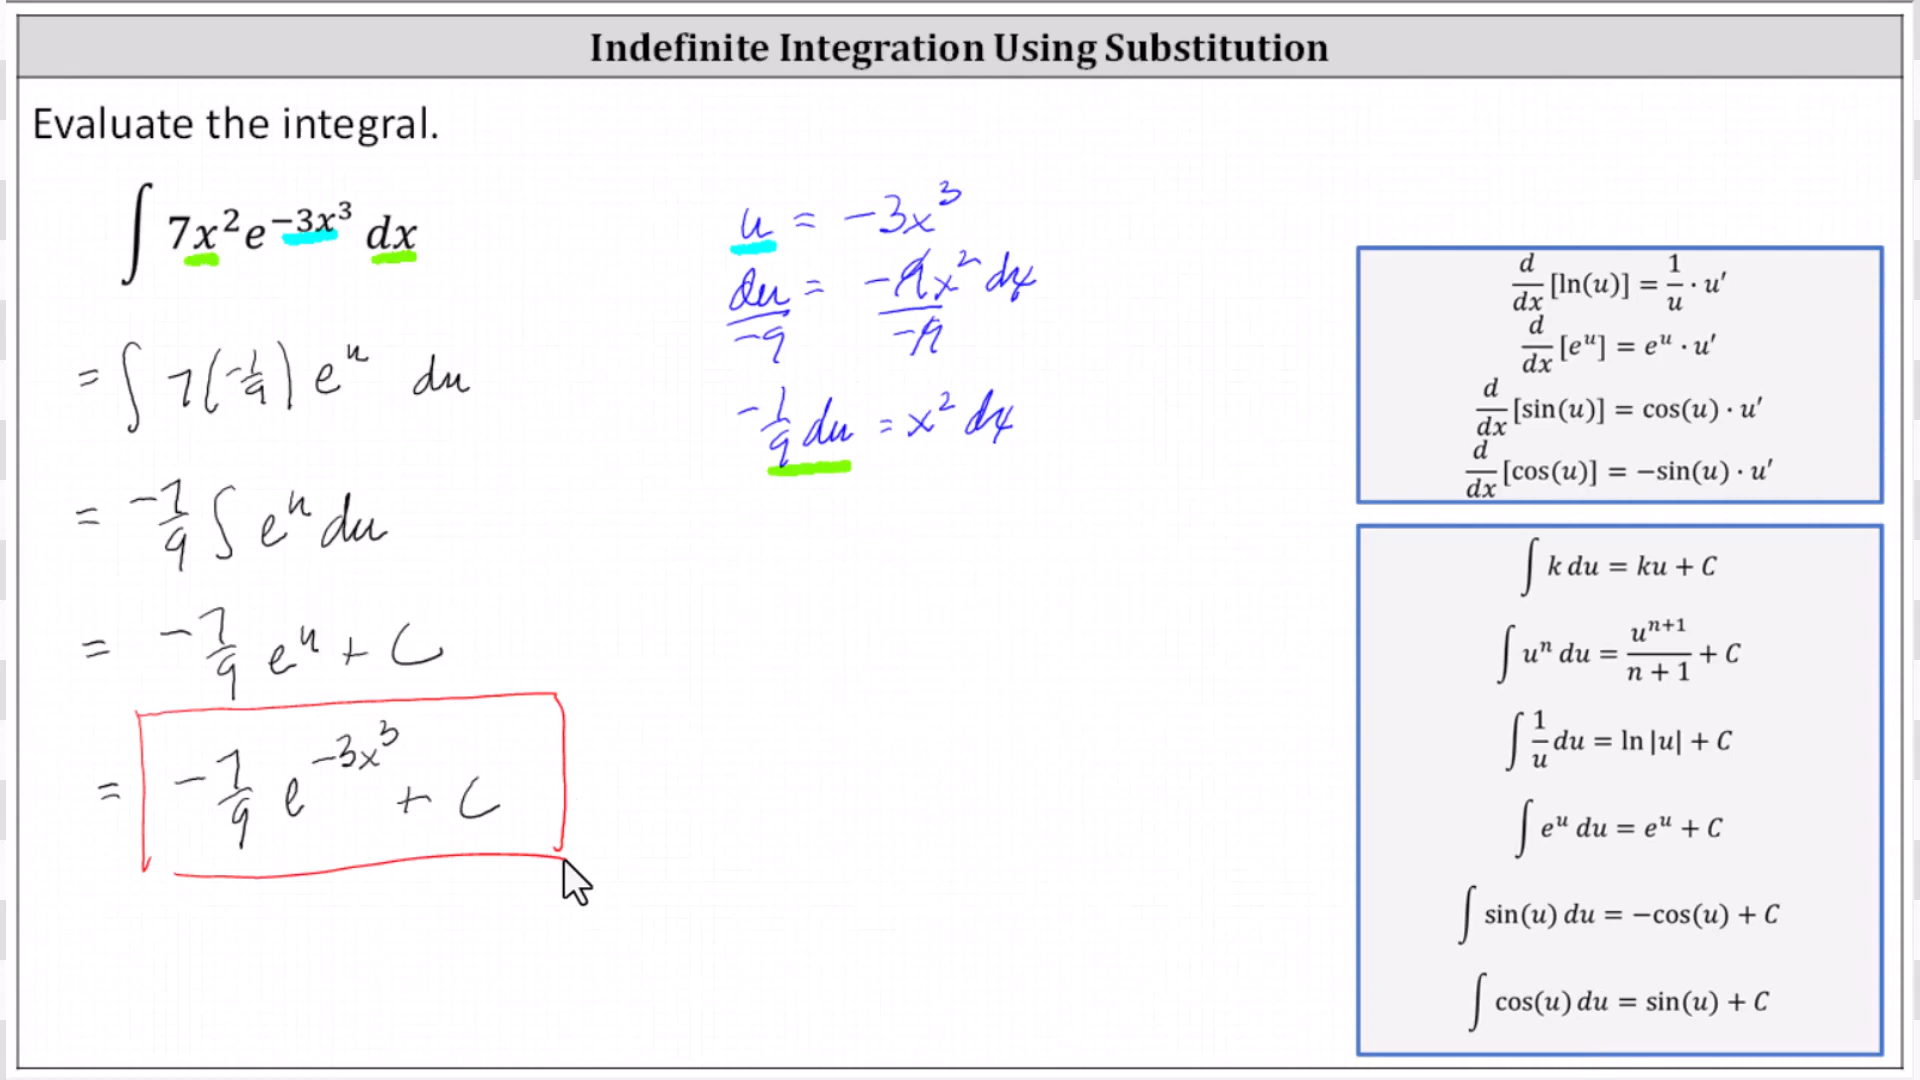 Indefinite Integration Using Substitution
Evaluate the integral.
∫ 7x²e^(−3x³) dx
= ∫ 7(−1/9) e^u du
= −7/9 ∫ e^u du
= −7/9 e^u + C
= −7/9 e^(−3x³) + C
u = −3x³
du/−9 = −9x² dx/−9
−1/9 du = x² dx
d/dx [ln(u)] = 1/u · u′
d/dx [e^u] = e^u · u′
d/dx [sin(u)] = cos(u) · u′
d/dx [cos(u)] = −sin(u) · u′
∫ k du = ku + C
∫ u^n du = u^(n+1)/(n + 1) + C
∫ 1/u du = ln|u| + C
∫ e^u du = e^u + C
∫ sin(u) du = −cos(u) + C
∫ cos(u) du = sin(u) + C